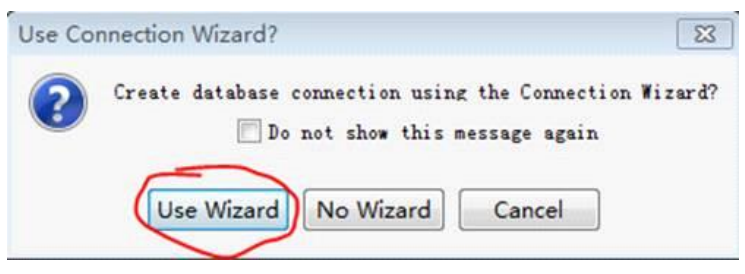 Use Connection Wizard?
Create database connection using the Connection Wizard?
Do not show this message again
Use Wizard No Wizard Cancel